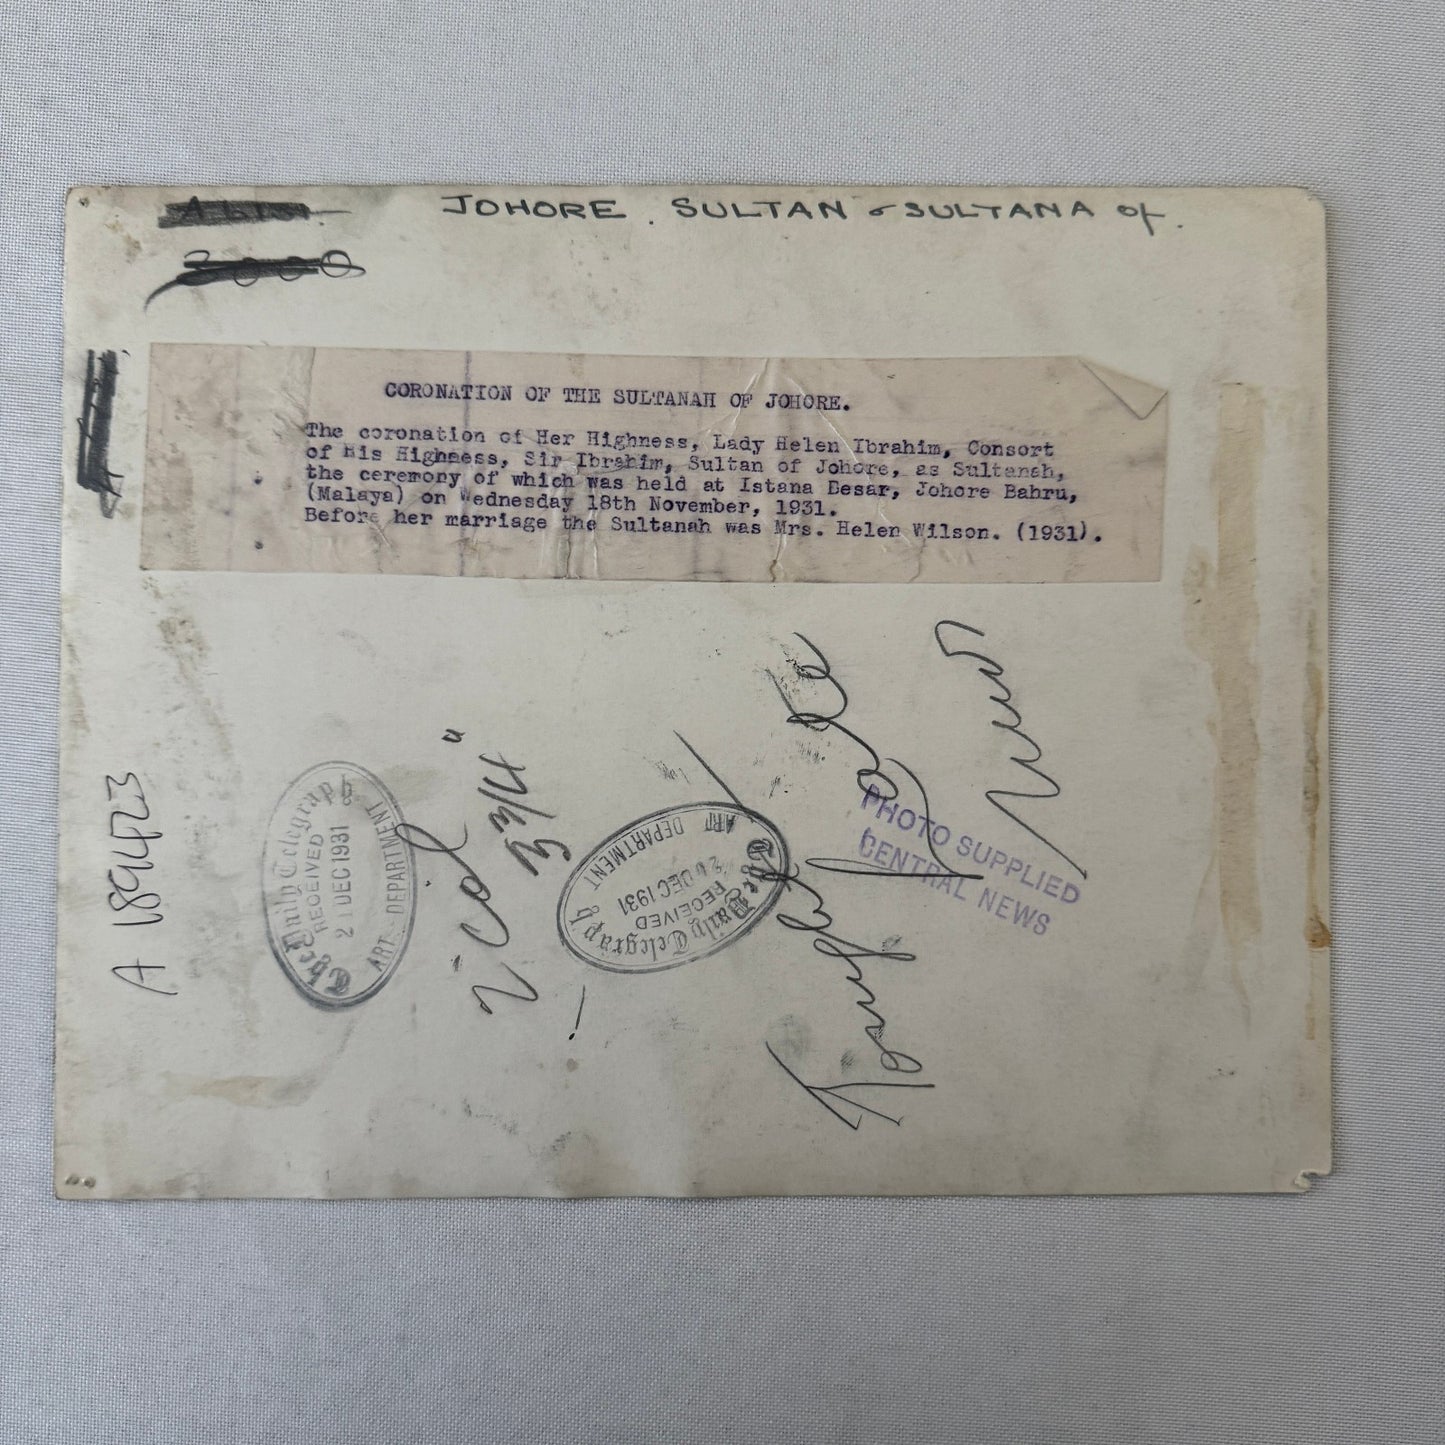 JOHORE. SULTAN & SULTANA of.
CORONATION OF THE SULTANAH OF JOHORE.
The coronation of Her Highness, Lady Helen Ibrahim, Consort
of His Highness, Sir Ibrahim, Sultan of Johore, as Sultanah,
the ceremony of which was held at Istana Besar, Johore Bahru,
(Malaya) on Wednesday 18th November, 1931.
Before her marriage the Sultanah was Mrs. Helen Wilson. (1931).
A 189423
The Daily Telegraph
RECEIVED
2 DEC 1931
ART DEPARTMENT
2 Col
3 3/4"
The Daily Telegraph
RECEIVED
DEC 1931
ART DEPARTMENT
PHOTO SUPPLIED
CENTRAL NEWS